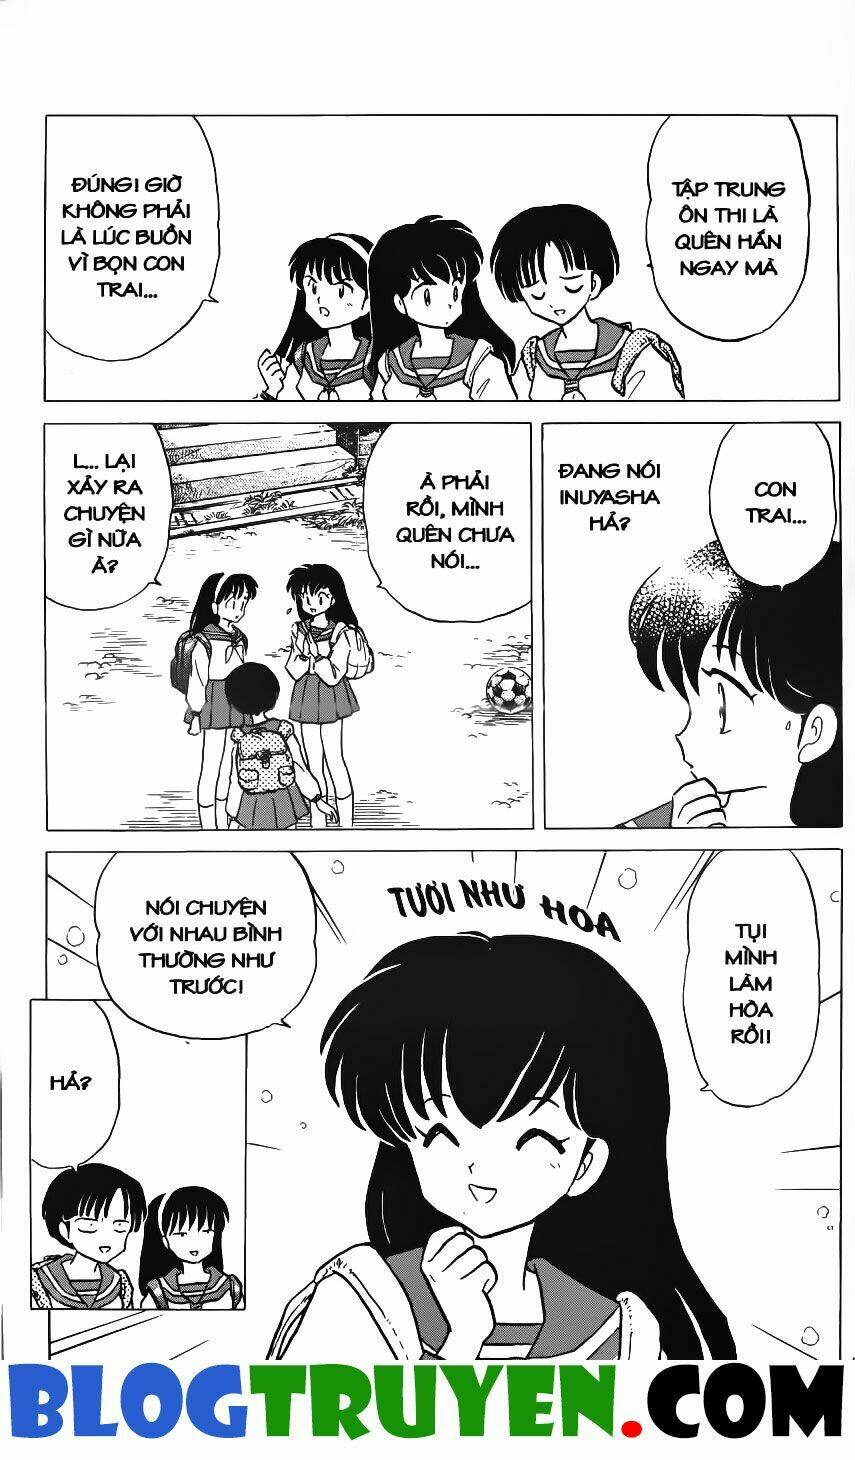 TẬP TRUNG
ÔN THI LÀ
QUÊN HẮN
NGAY MÀ
ĐÚNG! GIỜ
KHÔNG PHẢI
LÀ LÚC BUỒN
VÌ BỌN CON
TRAI...
CON
TRAI...
ĐANG NÓI
INUYASHA
HẢ?
À PHẢI
RỒI, MÌNH
QUÊN CHƯA
NÓI...
L... LẠI
XẢY RA
CHUYỆN
GÌ NỮA
À?
TỤI
MÌNH
LÀM
HÒA
RỒI!
TƯƠI NHƯ HOA
NÓI CHUYỆN
VỚI NHAU BÌNH
THƯỜNG NHƯ
TRƯỚC!
HẢ?
BLOGTRUYEN.COM